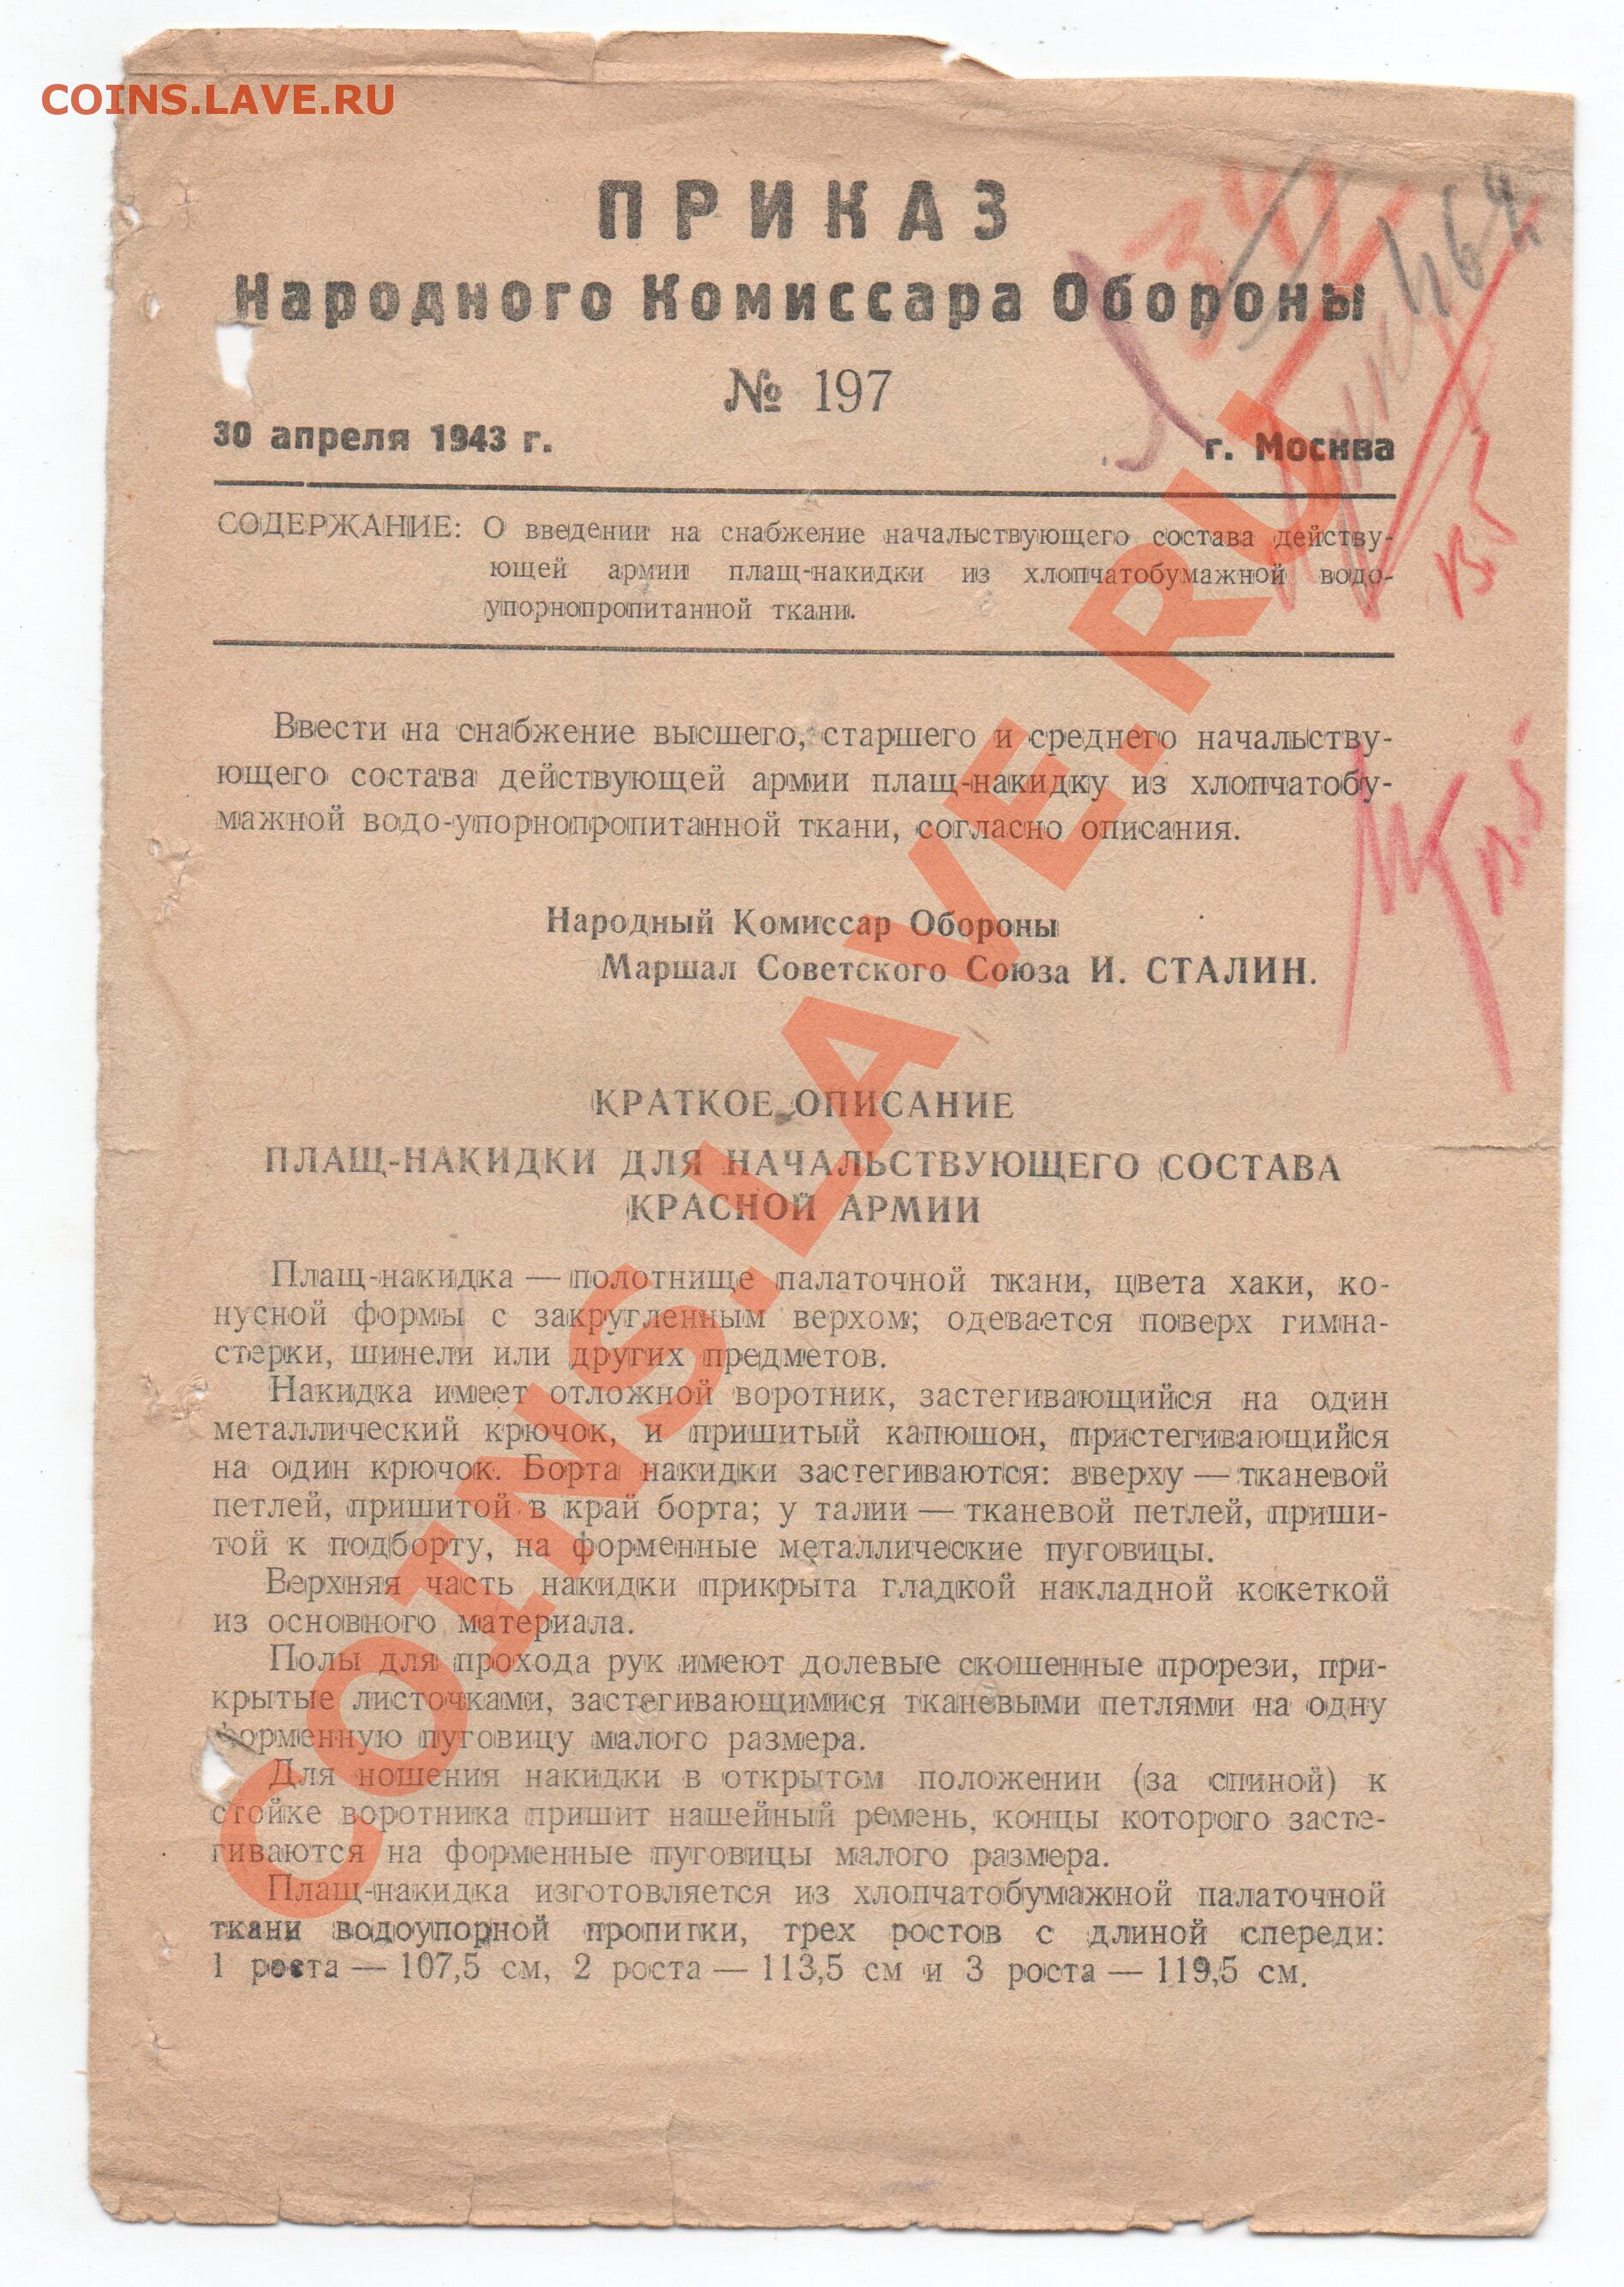 COINS.LAVE.RU
ПРИКАЗ
Народного Комиссара Обороны
№ 197
30 апреля 1943 г. г. Москва
СОДЕРЖАНИЕ: О введении на снабжение начальствующего состава действу-
ющей армии плащ-накидки из хлопчатобумажной водо-
упорнопропитанной ткани.
Ввести на снабжение высшего, старшего и среднего начальству-
ющего состава действующей армии плащ-накидку из хлопчатобу-
мажной водо-упорнопропитанной ткани, согласно описания.
Народный Комиссар Обороны
Маршал Советского Союза И. СТАЛИН.
КРАТКОЕ ОПИСАНИЕ
ПЛАЩ-НАКИДКИ ДЛЯ НАЧАЛЬСТВУЮЩЕГО СОСТАВА
КРАСНОЙ АРМИИ
Плащ-накидка — полотнище палаточной ткани, цвета хаки, ко-
нусной формы с закругленным верхом; одевается поверх гимна-
стерки, шинели или других предметов.
Накидка имеет отложной воротник, застегивающийся на один
металлический крючок, и пришитый капюшон, пристегивающийся
на один крючок. Борта накидки застегиваются: вверху — тканевой
петлей, пришитой в край борта; у талии — тканевой петлей, приши-
той к подборту, на форменные металлические пуговицы.
Верхняя часть накидки прикрыта гладкой накладной кокеткой
из основного материала.
Полы для прохода рук имеют долевые скошенные прорези, при-
крытые листочками, застегивающимися тканевыми петлями на одну
форменную пуговицу малого размера.
Для ношения накидки в открытом положении (за спиной) к
стойке воротника пришит нашейный ремень, концы которого засте-
гиваются на форменные пуговицы малого размера.
Плащ-накидка изготовляется из хлопчатобумажной палаточной
ткани водоупорной пропитки, трех ростов с длиной спереди:
1 роста — 107,5 см, 2 роста — 113,5 см и 3 роста — 119,5 см.
COINS.LAVE.RU